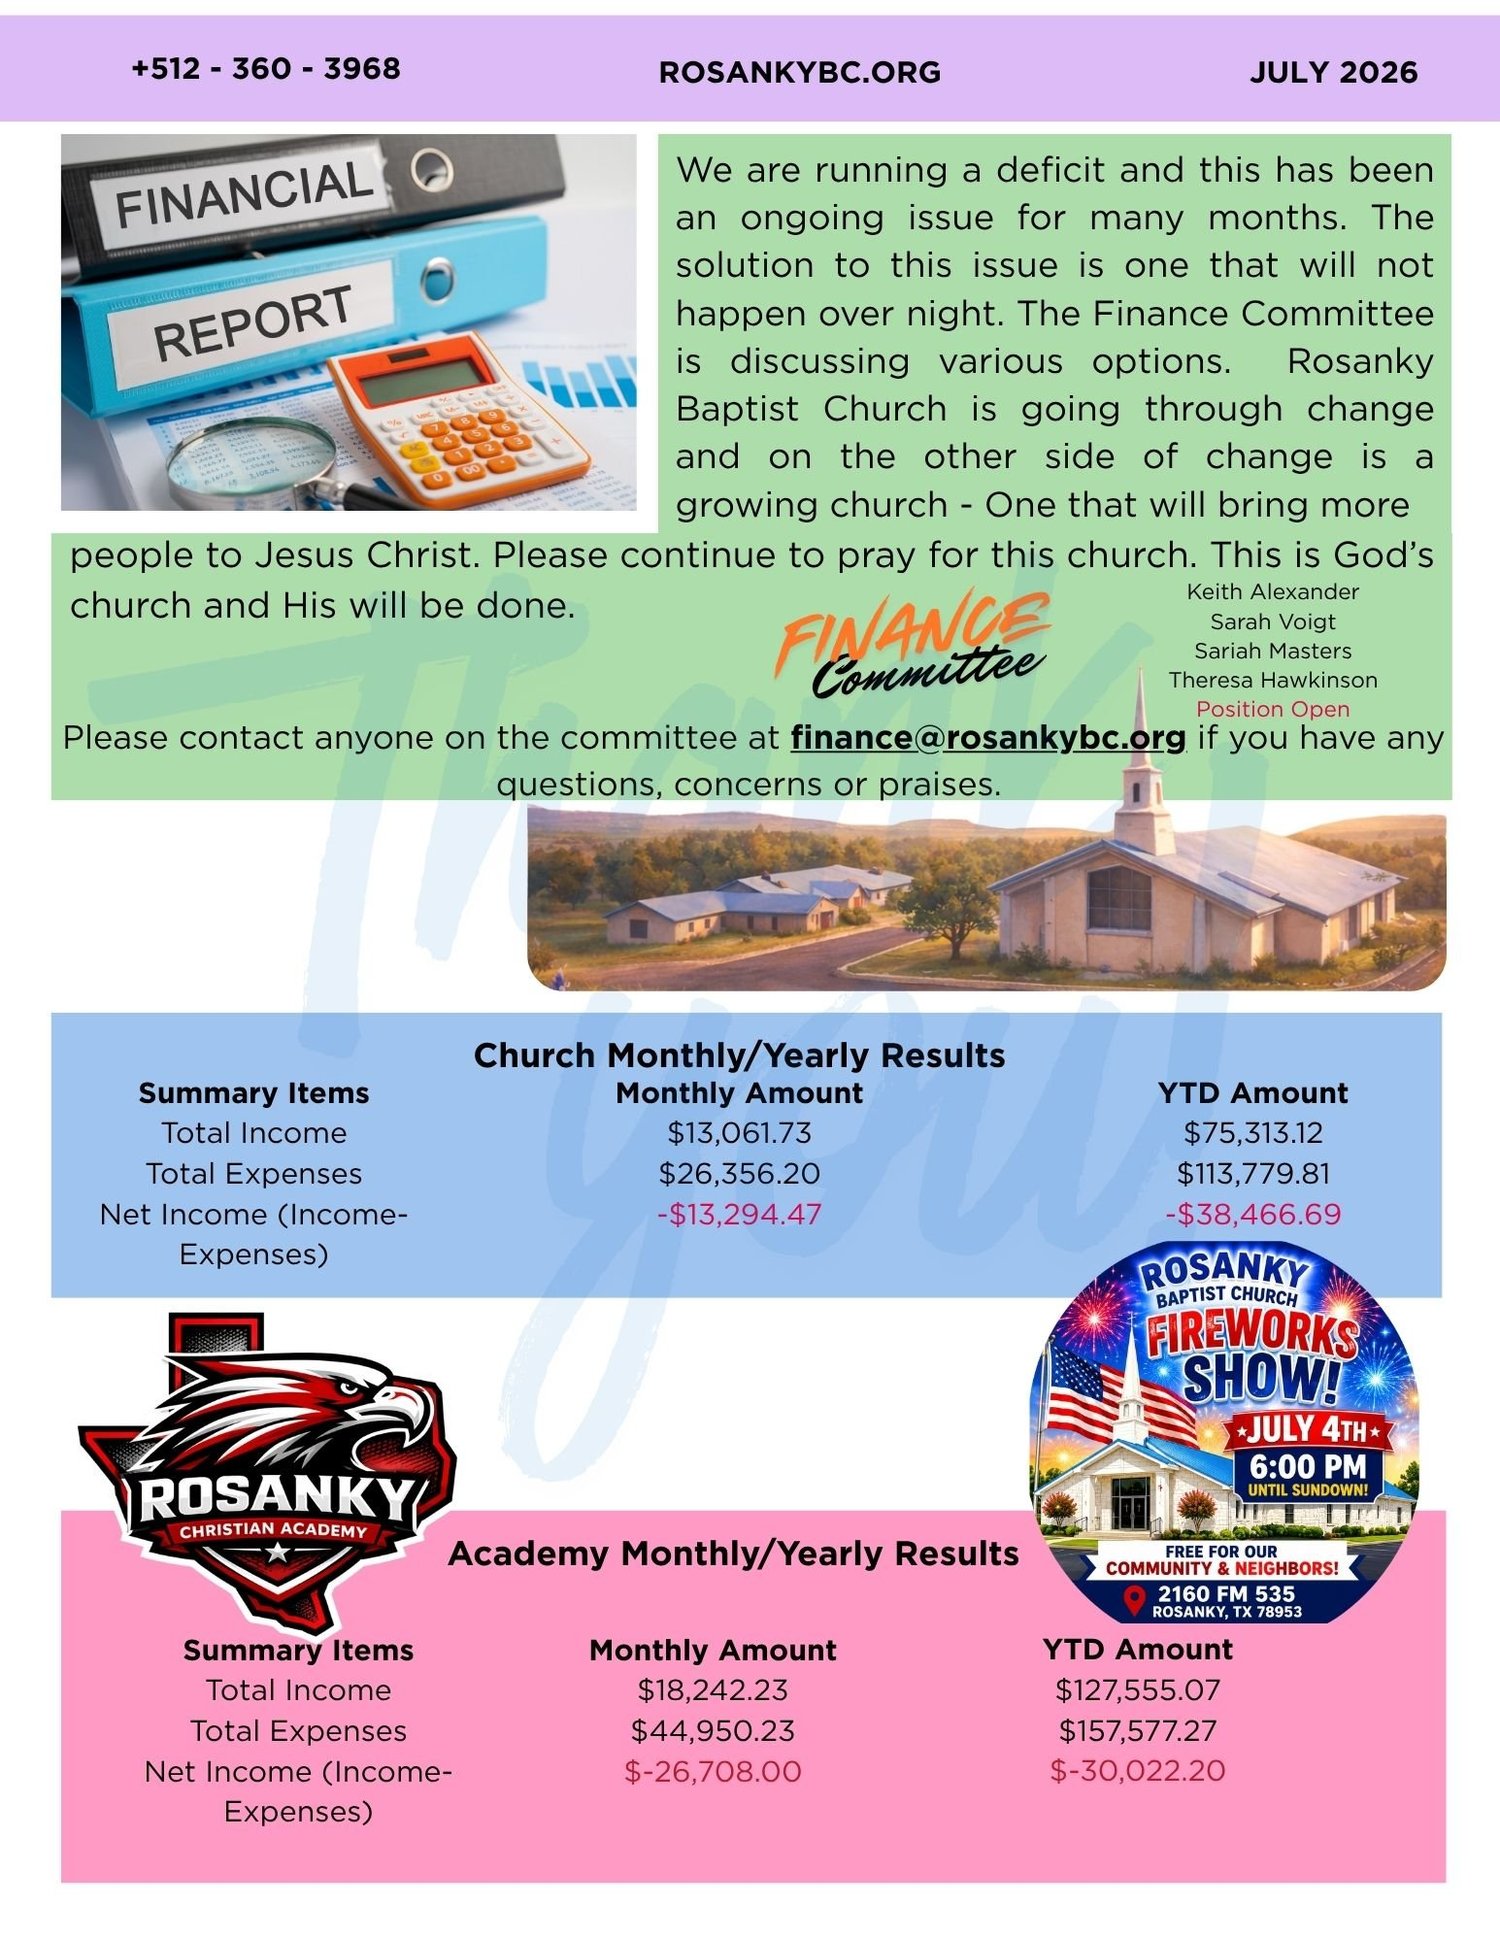 +512 - 360 - 3968
ROSANKYBC.ORG
JULY 2026
FINANCIAL
REPORT
We are running a deficit and this has been
an ongoing issue for many months. The
solution to this issue is one that will not
happen over night. The Finance Committee
is discussing various options. Rosanky
Baptist Church is going through change
and on the other side of change is a
growing church - One that will bring more
people to Jesus Christ. Please continue to pray for this church. This is God's
church and His will be done.
FINANCE
Committee
Keith Alexander
Sarah Voigt
Sariah Masters
Theresa Hawkinson
Position Open
Please contact anyone on the committee at finance@rosankybc.org if you have any
questions, concerns or praises.
Thank
you
Church Monthly/Yearly Results
Summary Items Monthly Amount YTD Amount
Total Income $13,061.73 $75,313.12
Total Expenses $26,356.20 $113,779.81
Net Income (Income- -$13,294.47 -$38,466.69
Expenses)
ROSANKY
BAPTIST CHURCH
FIREWORKS
SHOW!
JULY 4TH
6:00 PM
UNTIL SUNDOWN!
FREE FOR OUR
COMMUNITY & NEIGHBORS!
2160 FM 535
ROSANKY, TX 78953
ROSANKY
CHRISTIAN ACADEMY
Academy Monthly/Yearly Results
Summary Items Monthly Amount YTD Amount
Total Income $18,242.23 $127,555.07
Total Expenses $44,950.23 $157,577.27
Net Income (Income- $-26,708.00 $-30,022.20
Expenses)